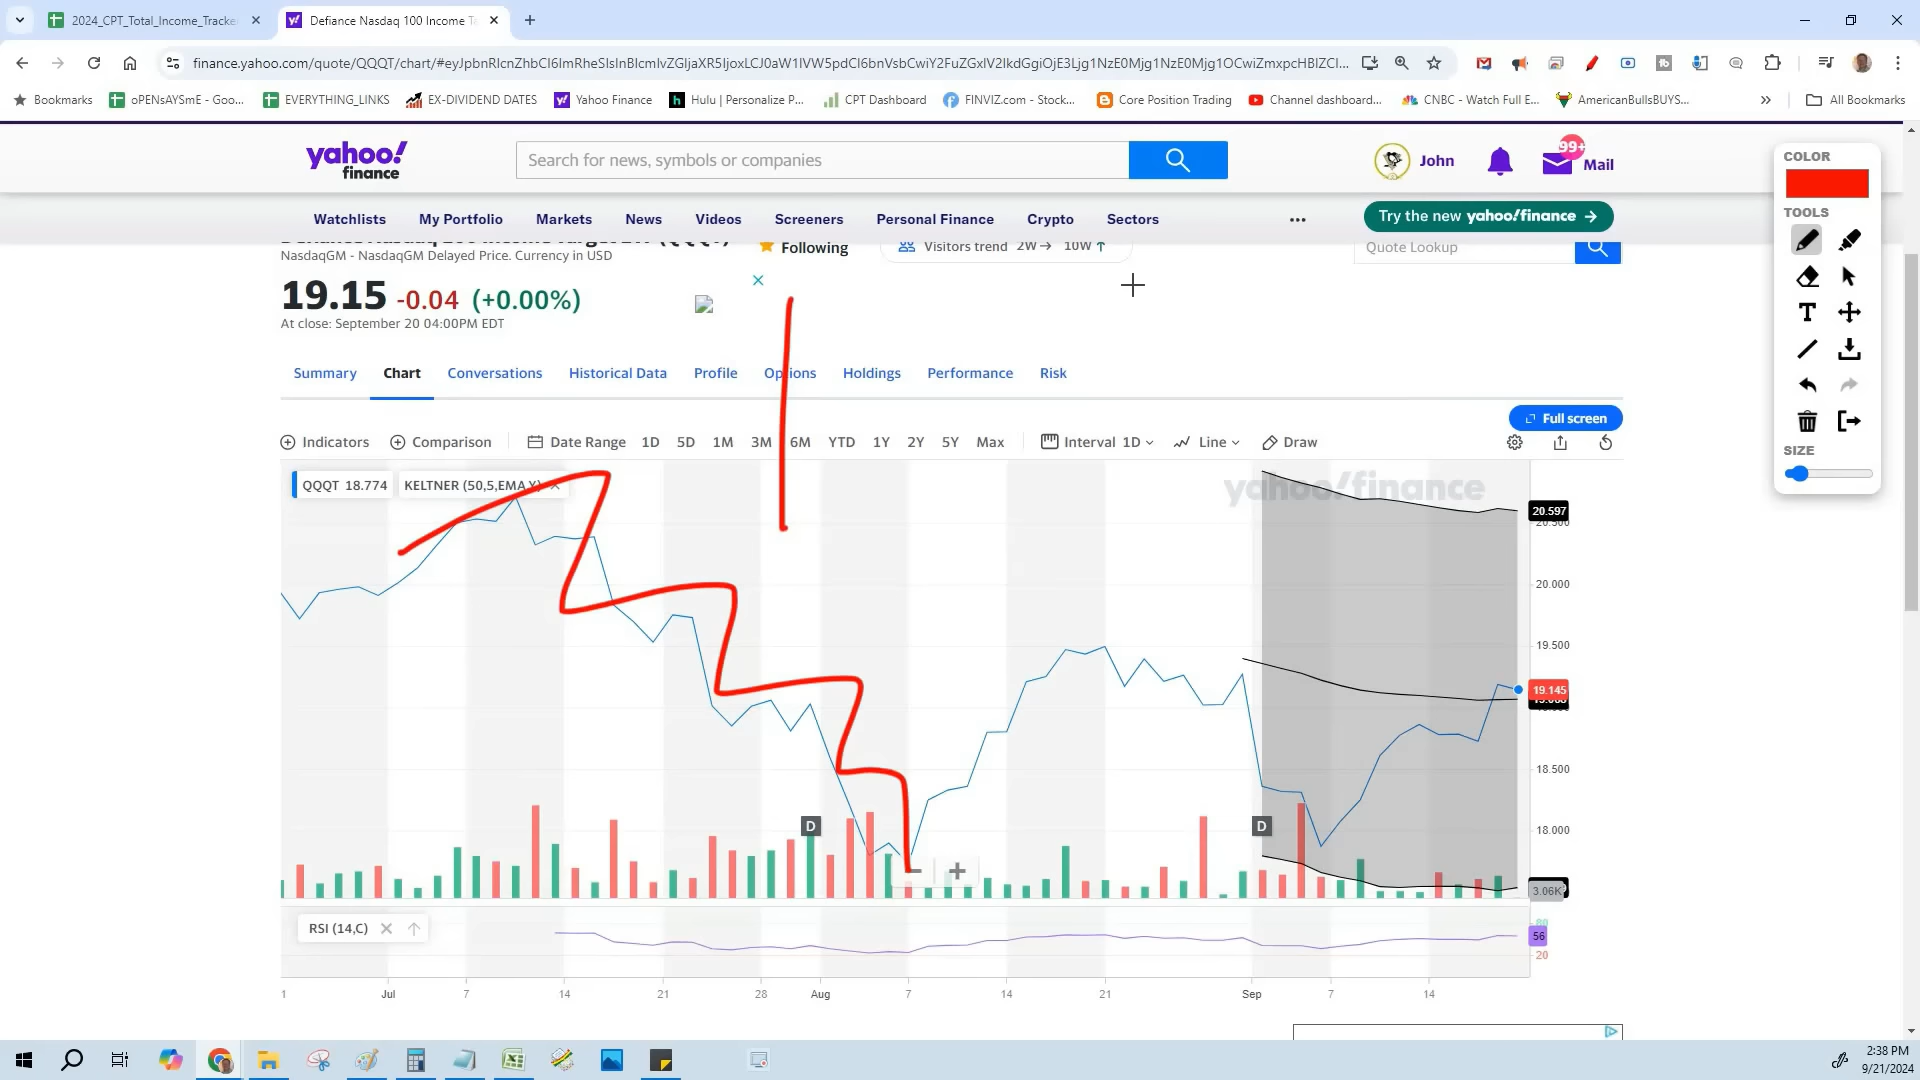 2024_CPT_Total_Income_Tracke
Defiance Nasdaq 100 Income Ta
finance.yahoo.com/quote/QQQT/chart/#eyJpbnRlcnZhbCI6ImRheSIsInBlcmlvZGljaXR5IjoxLCJ0aW1lVW5pdCI6bnVsbCwiY2FuZGxlV2lkdGgiOjE3Ljg1NzE0Mjg1NzE0Mjg1OCwiZmxpcHBlZCI...
Bookmarks oPENsAYSmE - Goo... EVERYTHING_LINKS EX-DIVIDEND DATES Yahoo Finance Hulu | Personalize P... CPT Dashboard FINVIZ.com - Stock... Core Position Trading Channel dashboard... CNBC - Watch Full E... AmericanBullsBUYS... » All Bookmarks
yahoo!
finance
Search for news, symbols or companies
John
99+
Mail
Watchlists My Portfolio Markets News Videos Screeners Personal Finance Crypto Sectors ...
Try the new yahoo!finance →
Following
Visitors trend 2W→ 10W↑
Quote Lookup
NasdaqGM - NasdaqGM Delayed Price. Currency in USD
19.15 -0.04 (+0.00%)
At close: September 20 04:00PM EDT
Summary Chart Conversations Historical Data Profile Options Holdings Performance Risk
Full screen
Indicators Comparison Date Range 1D 5D 1M 3M 6M YTD 1Y 2Y 5Y Max Interval 1D Line Draw
QQQT 18.774
KELTNER (50,5,EMA,Y)
yahoo!finance
20.597
20.500
20.000
19.500
19.145
18.500
18.000
3.06K
D
D
RSI (14,C)
80
56
20
1 Jul 7 14 21 28 Aug 7 14 21 Sep 7 14
COLOR
TOOLS
T
SIZE
2:38 PM
9/21/2024